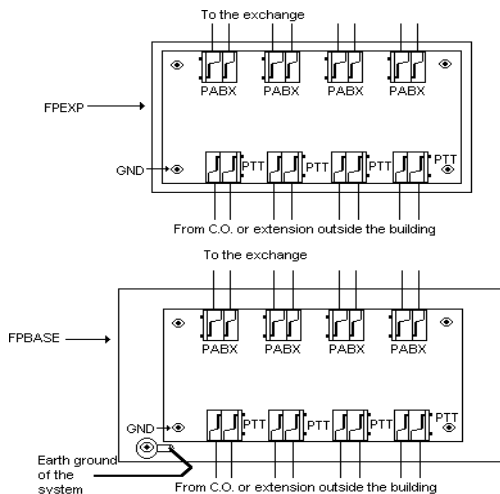 To the exchange
PABX PABX PABX PABX
FPEXP
GND PTT PTT PTT PTT
From C.O. or extension outside the building
To the exchange
PABX PABX PABX PABX
FPBASE
GND PTT PTT PTT PTT
Earth ground
of the
system
From C.O. or extension outside the building